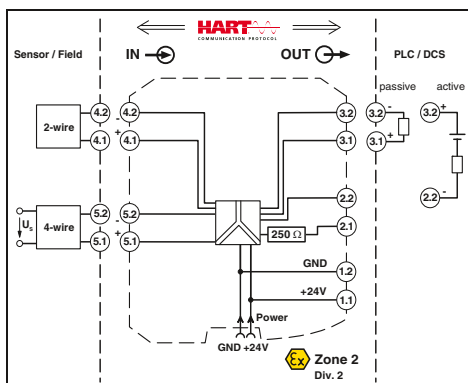 HART
COMMUNICATION PROTOCOL
Sensor / Field
IN
OUT
PLC / DCS
passive
active
2-wire
4.2
4.1
4.2
-
+
4.1
3.2
3.1
3.2
-
+
3.1
3.2
+
-
2.2
Us
4-wire
5.2
5.1
5.2
-
+
5.1
2.2
250 Ω
2.1
GND
1.2
+24V
1.1
Power
GND +24V
εx
Zone 2
Div. 2